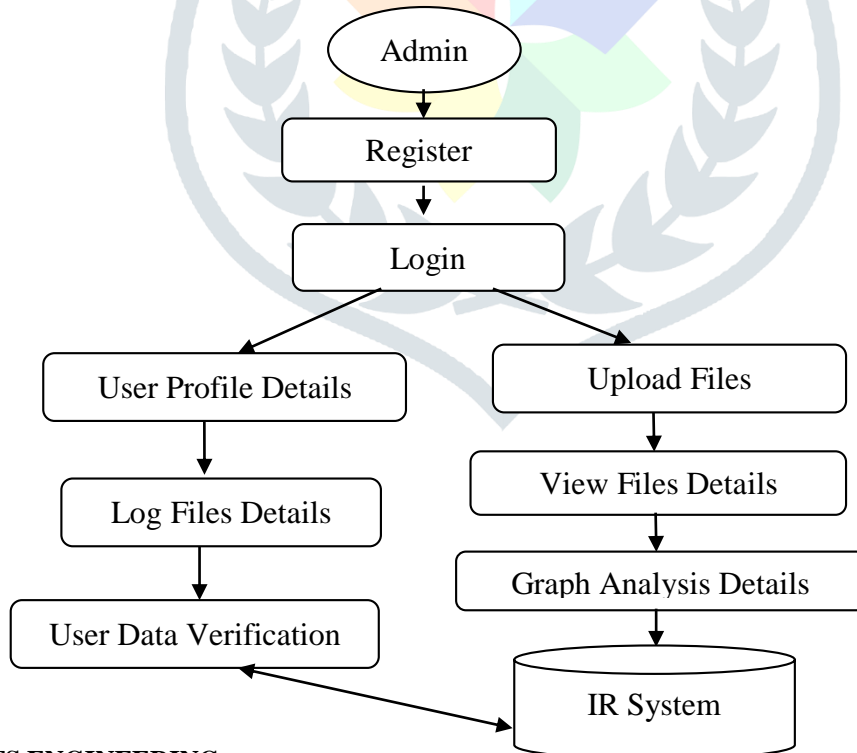 Admin
Register
Login
User Profile Details
Upload Files
View Files Details
Log Files Details
Graph Analysis Details
User Data Verification
IR System
ENGINEERING